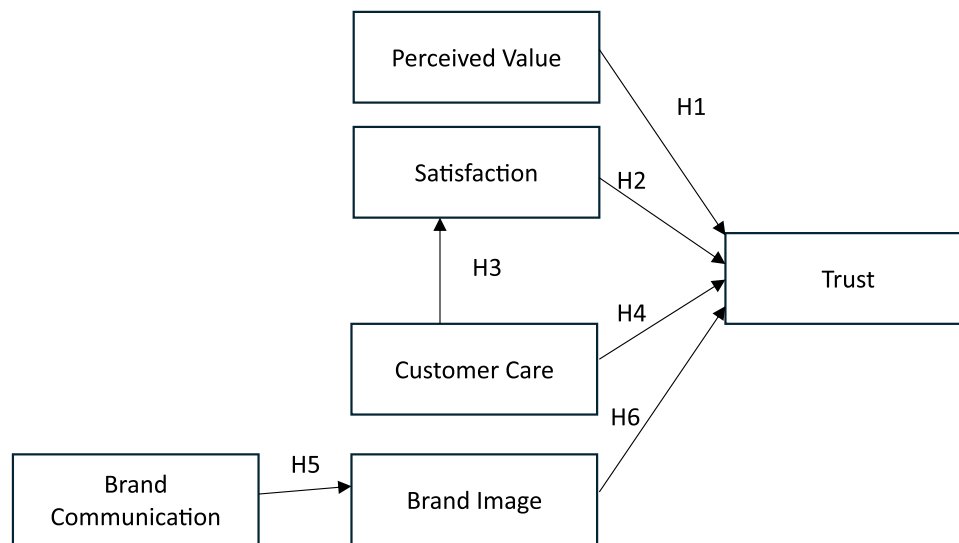 Perceived Value
H1
Satisfaction
H2
Trust
H3
H4
Customer Care
H6
H5
Brand
Communication
Brand Image